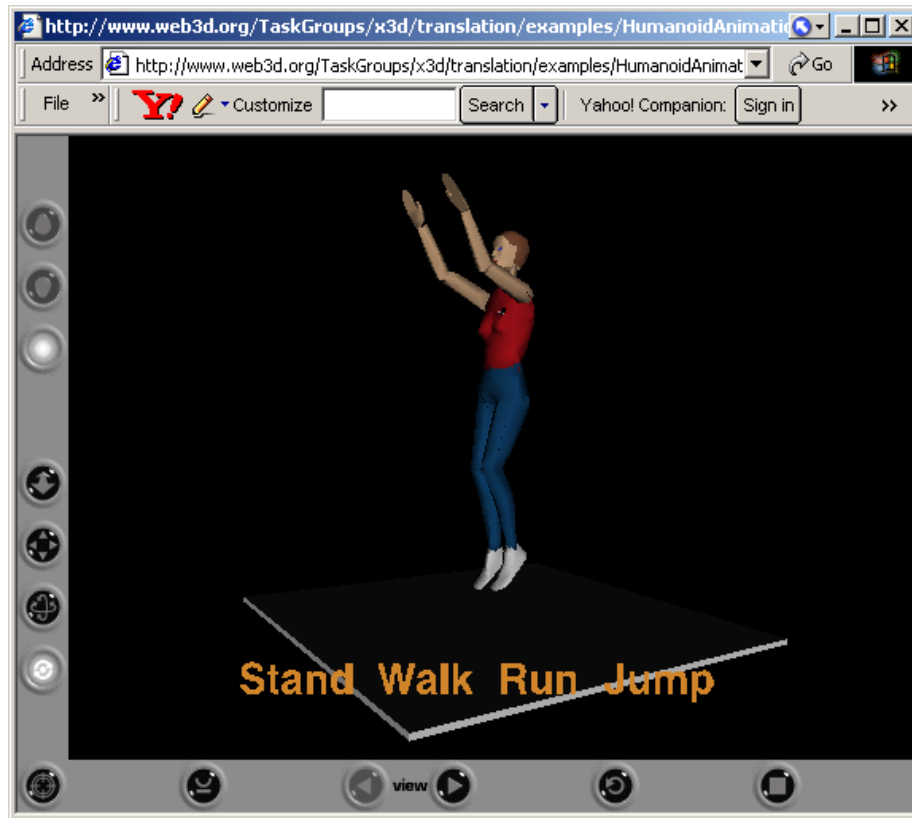 http://www.web3d.org/TaskGroups/x3d/translation/examples/HumanoidAnimatic
Address http://www.web3d.org/TaskGroups/x3d/translation/examples/HumanoidAnimat Go
File » Y! Customize Search Yahoo! Companion: Sign in »
Stand Walk Run Jump
view